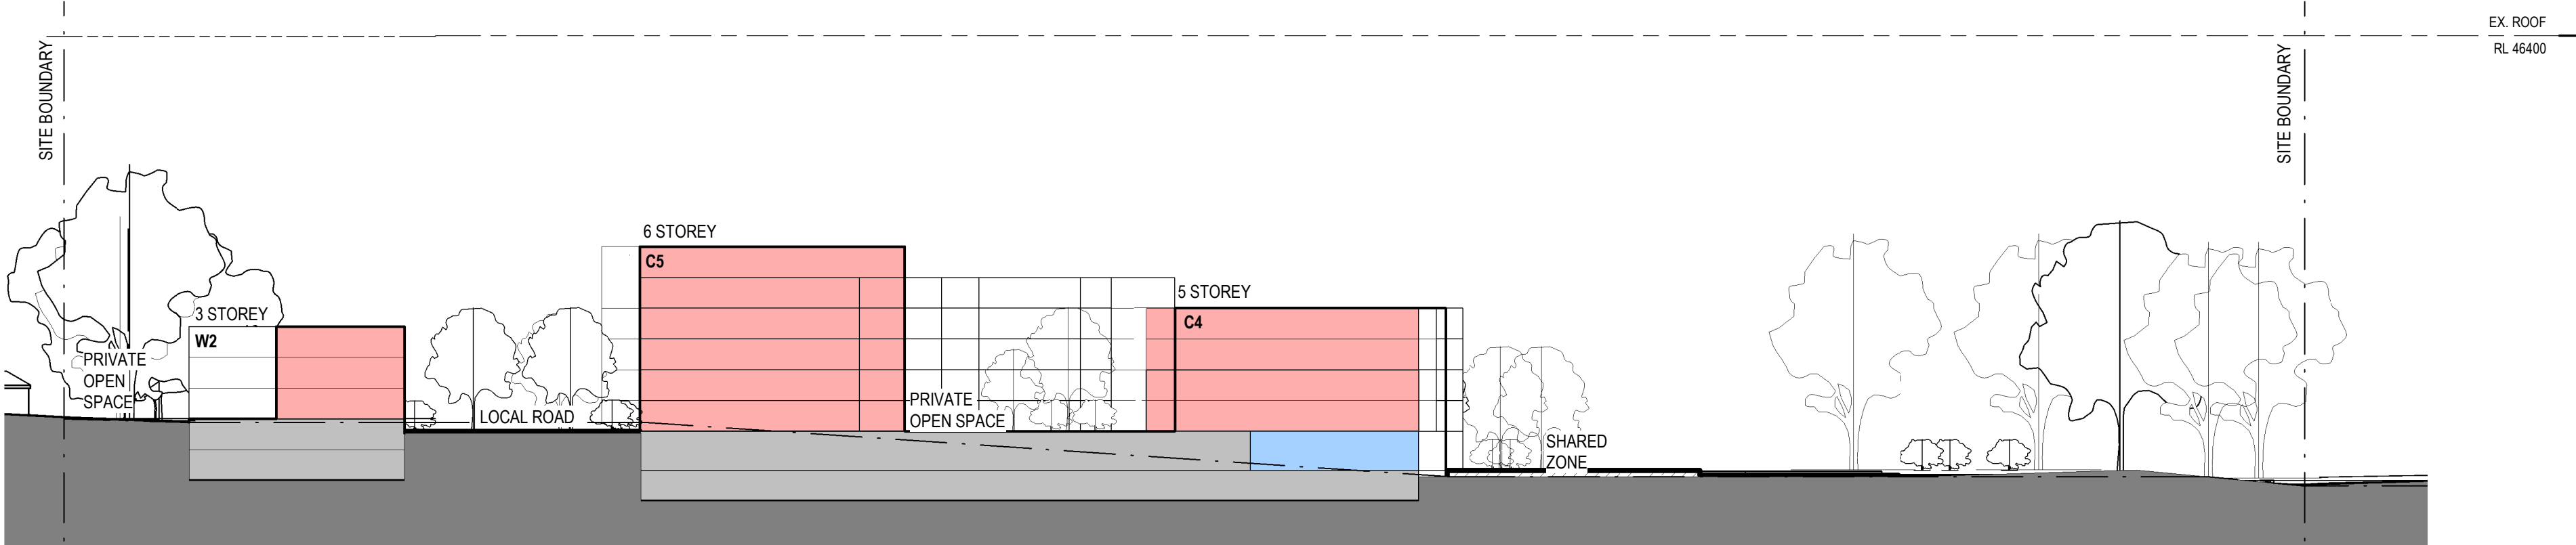 EX. ROOF
RL 46400
SITE BOUNDARY
SITE BOUNDARY
6 STOREY
C5
5 STOREY
C4
3 STOREY
W2
PRIVATE
OPEN
SPACE
LOCAL ROAD
PRIVATE
OPEN SPACE
SHARED
ZONE